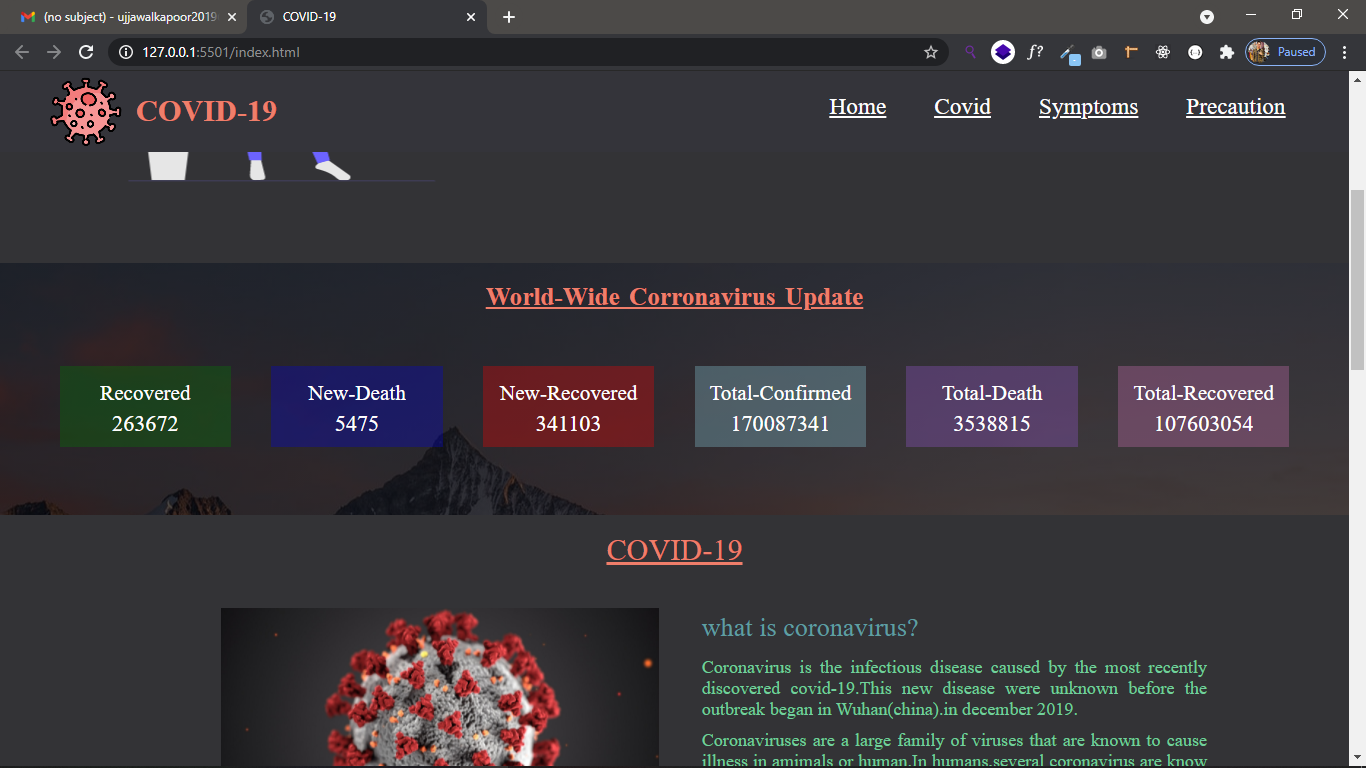 (no subject) - ujjawalkapoor2019
COVID-19
127.0.0.1:5501/index.html
f?
Paused
COVID-19
Home
Covid
Symptoms
Precaution
World-Wide Corronavirus Update
Recovered
263672
New-Death
5475
New-Recovered
341103
Total-Confirmed
170087341
Total-Death
3538815
Total-Recovered
107603054
COVID-19
what is coronavirus?
Coronavirus is the infectious disease caused by the most recently
discovered covid-19.This new disease were unknown before the
outbreak began in Wuhan(china).in december 2019.
Coronaviruses are a large family of viruses that are known to cause
illness in amimals or human.In humans,several coronavirus are know